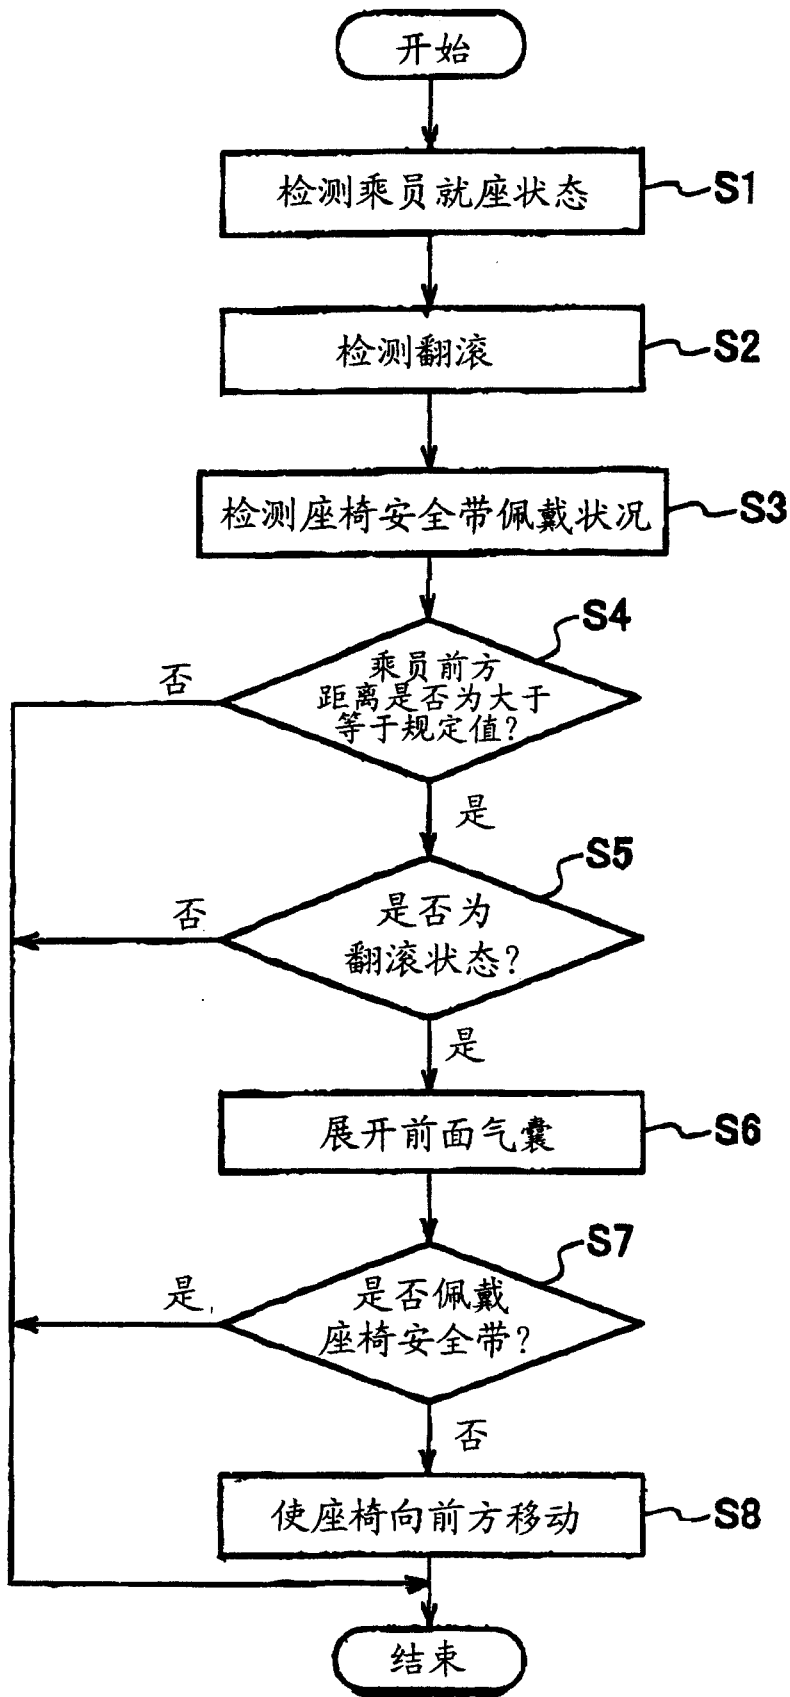 开始
检测乘员就座状态
S1
检测翻滚
S2
检测座椅安全带佩戴状况
S3
S4
乘员前方
距离是否为大于
等于规定值？
否
是
S5
是否为
翻滚状态？
否
是
展开前面气囊
S6
S7
是否佩戴
座椅安全带？
是
否
使座椅向前方移动
S8
结束